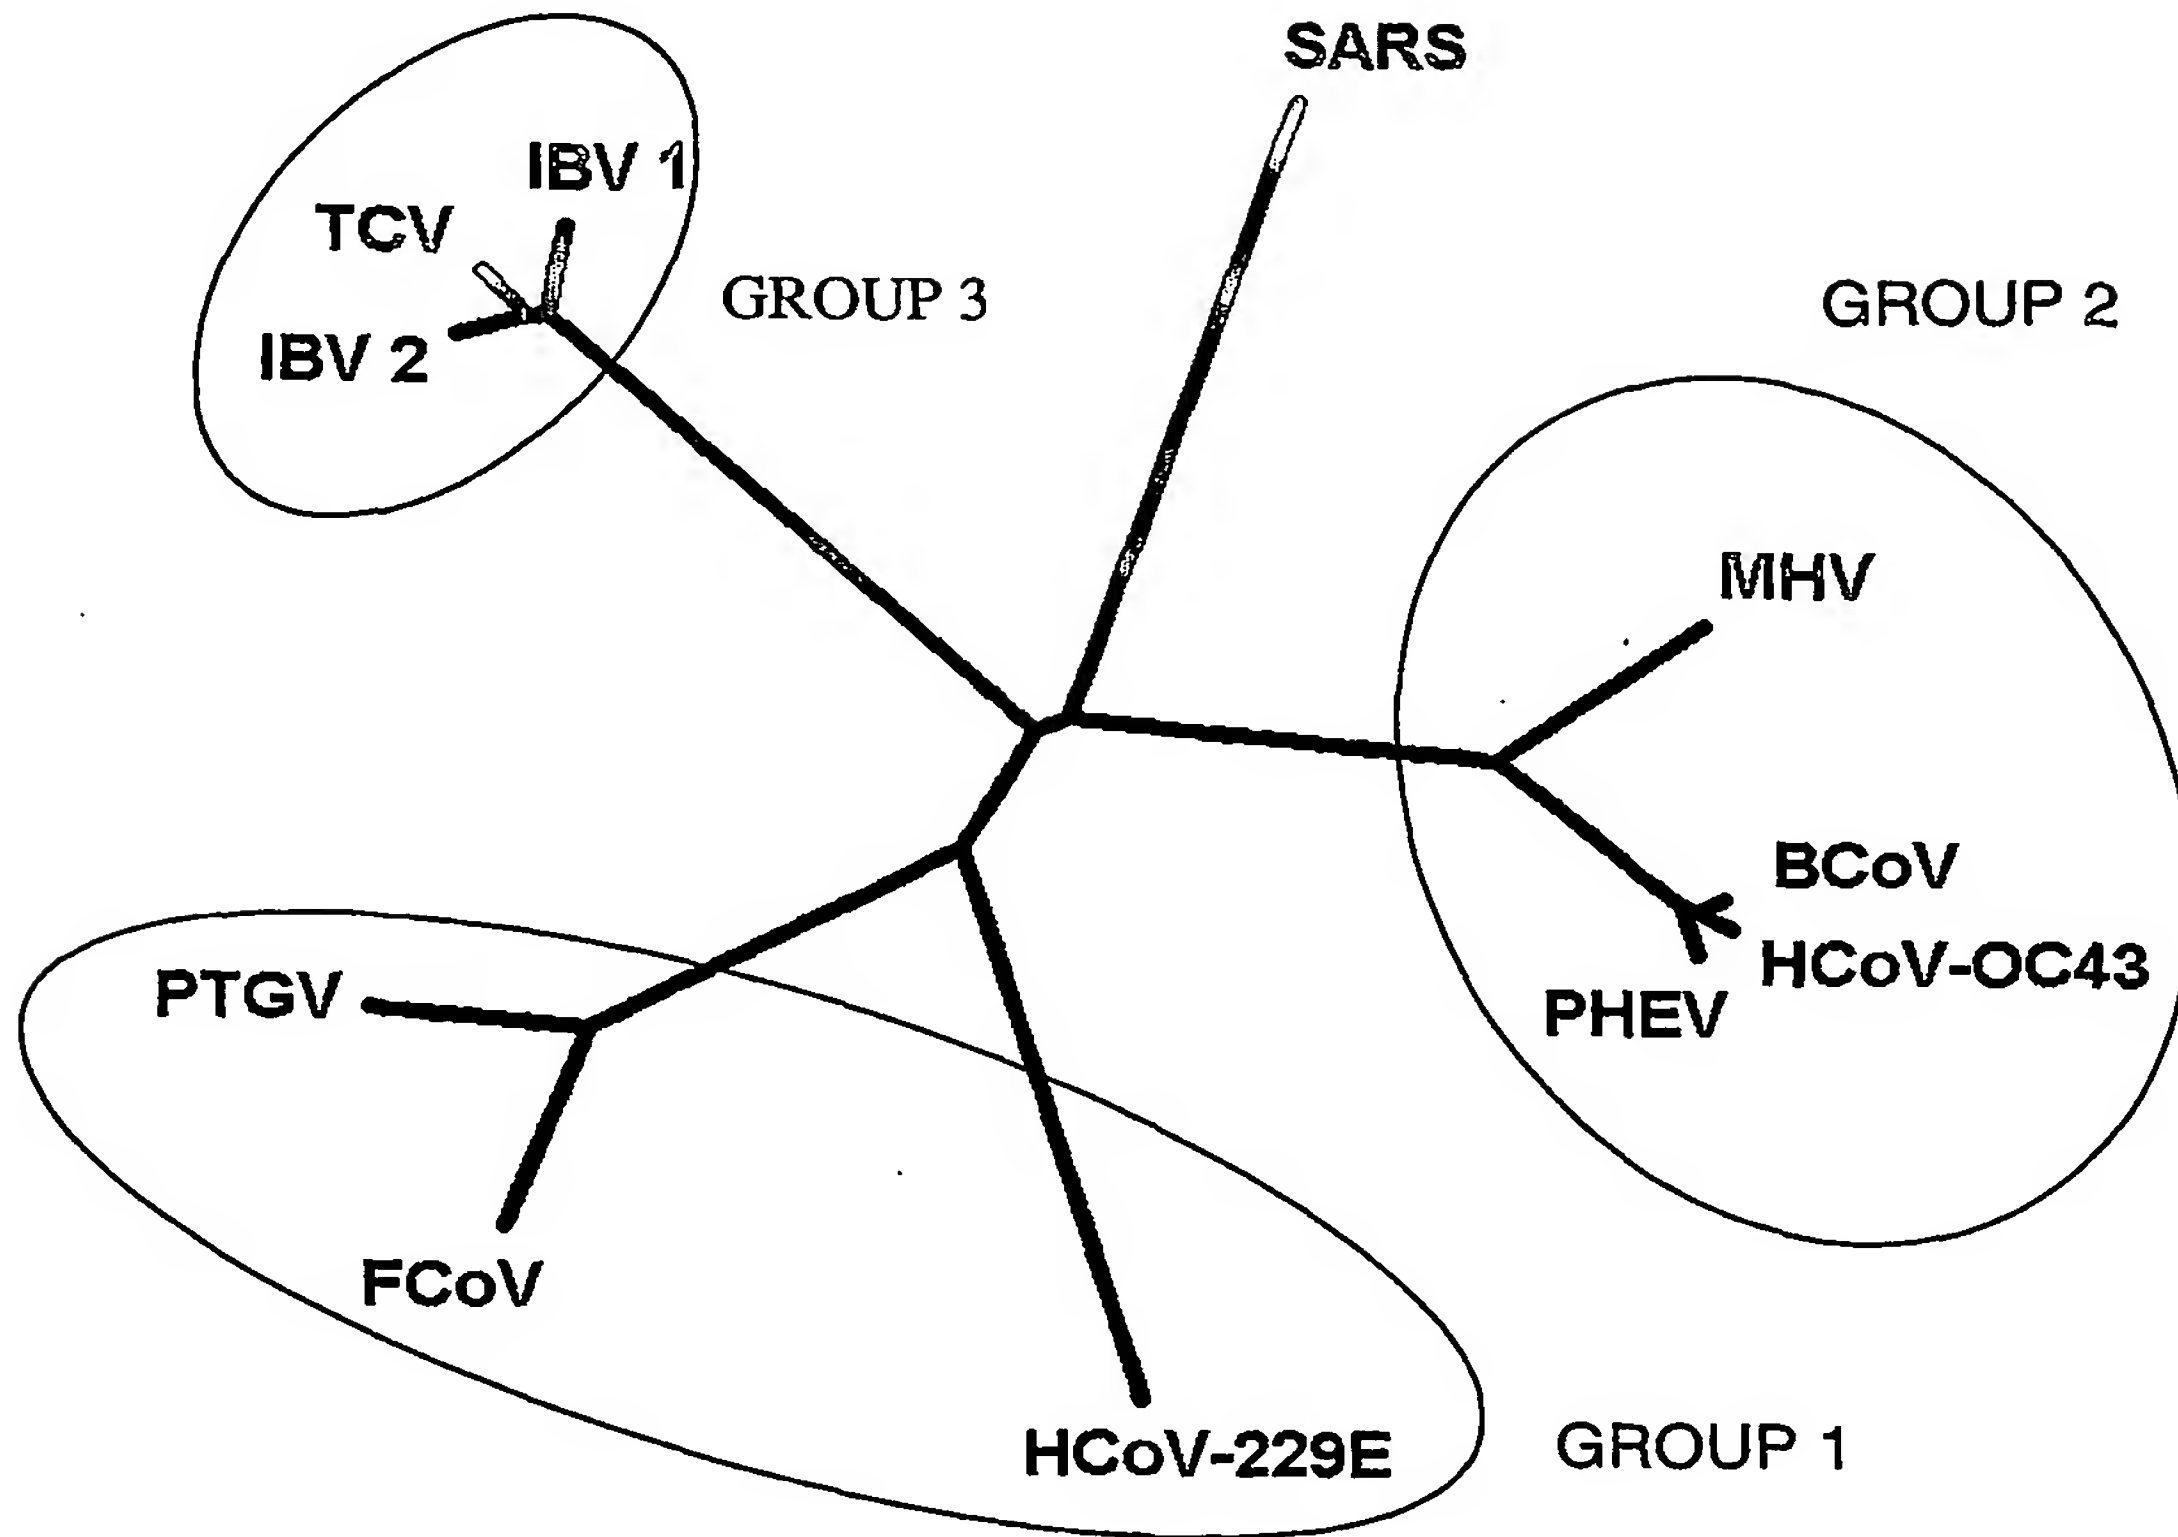 SARS
IBV 1
TCV
IBV 2
GROUP 3
GROUP 2
MHV
BCoV
HCoV-OC43
PHEV
PTGV
FCoV
HCoV-229E
GROUP 1